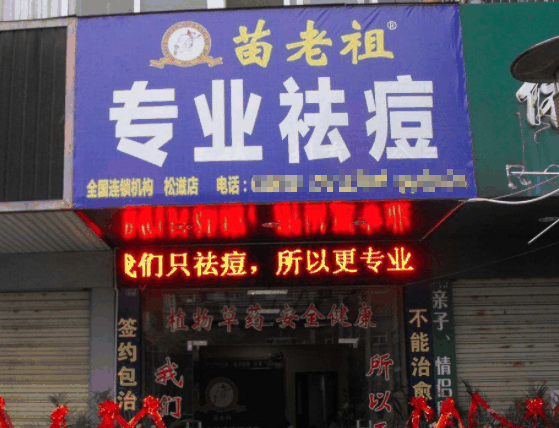 苗老祖®
专业祛痘
全国连锁机构 松滋店 电话:
们只祛痘，所以更专业
植物草药安全健康
签约包治
我们
所以
不能治愈
亲子、情侣